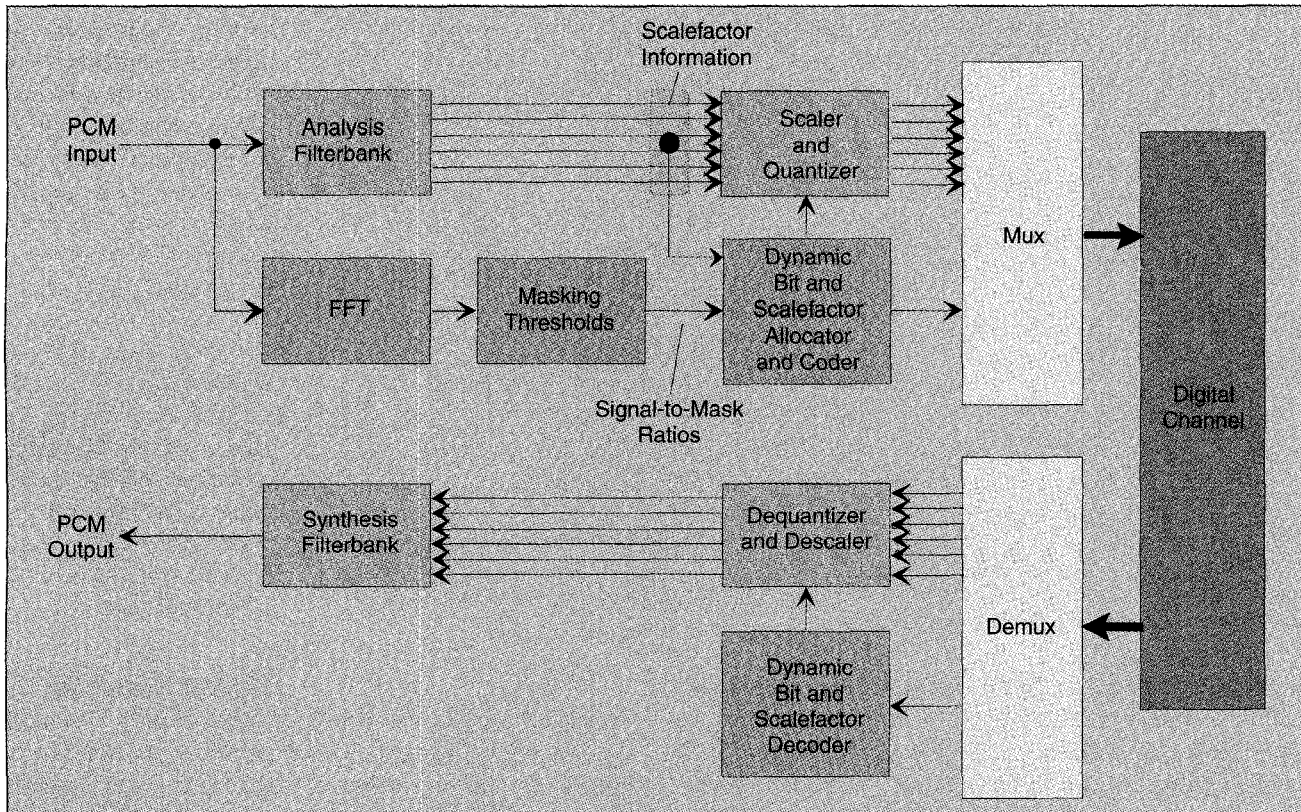 Scalefactor
Information
PCM
Input
Analysis
Filterbank
Scaler
and
Quantizer
Mux
FFT
Masking
Thresholds
Dynamic
Bit and
Scalefactor
Allocator
and Coder
Signal-to-Mask
Ratios
Digital
Channel
PCM
Output
Synthesis
Filterbank
Dequantizer
and Descaler
Demux
Dynamic
Bit and
Scalefactor
Decoder